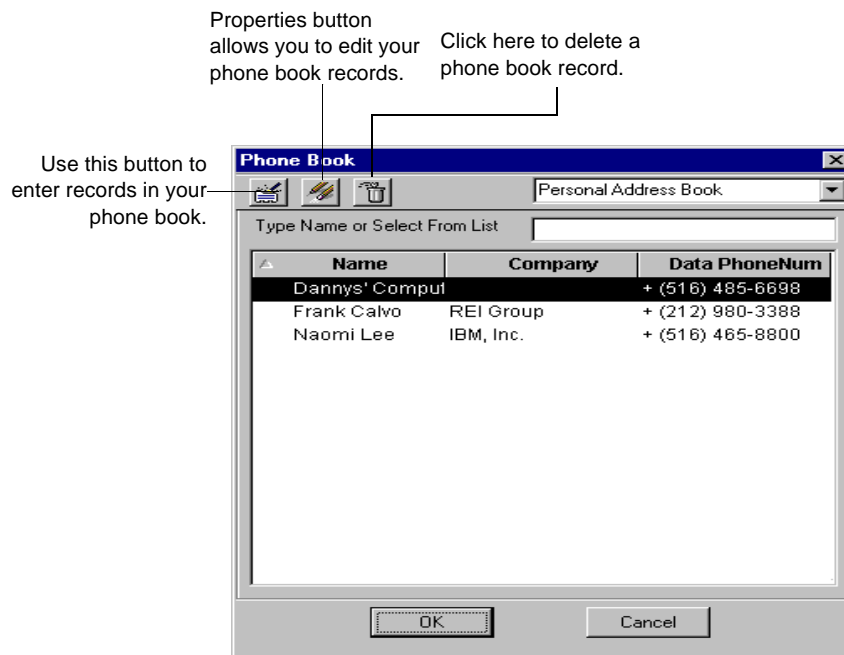 Properties button
allows you to edit your
phone book records.
Click here to delete a
phone book record.
Use this button to
enter records in your
phone book.
Phone Book
Personal Address Book
Type Name or Select From List
Name Company Data PhoneNum
Dannys' Comput + (516) 485-6698
Frank Calvo REI Group + (212) 980-3388
Naomi Lee IBM, Inc. + (516) 465-8800
OK Cancel